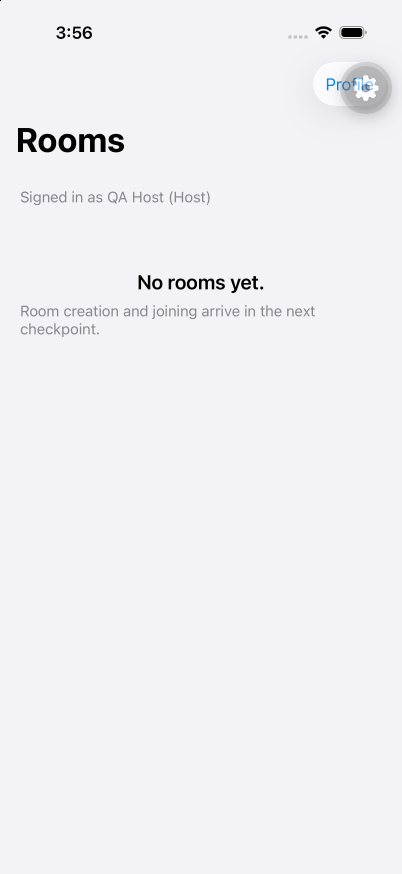 3:56
Profile
Rooms
Signed in as QA Host (Host)
No rooms yet.
Room creation and joining arrive in the next
checkpoint.